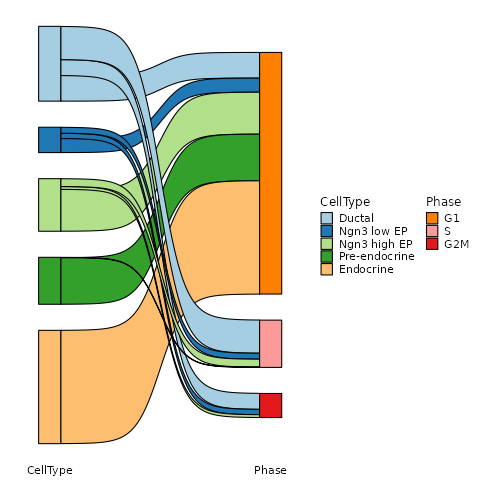 CellType
Ductal
Ngn3 low EP
Ngn3 high EP
Pre-endocrine
Endocrine
Phase
G1
S
G2M
CellType
Phase